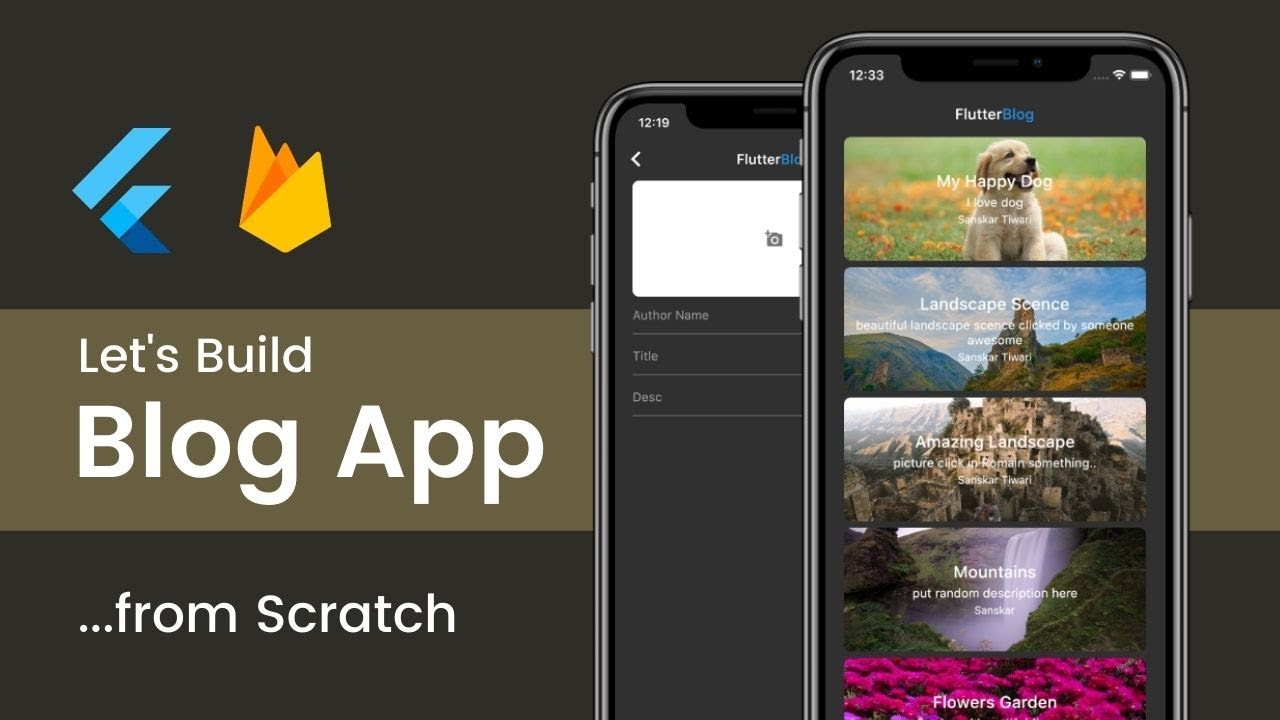 Let's Build
Blog App
...from Scratch
12:19
FlutterBlo
Author Name
Title
Desc
12:33
FlutterBlog
My Happy Dog
I love dog
Sanskar Tiwari
Landscape Scence
beautiful landscape scence clicked by someone
awesome
Sanskar Tiwari
Amazing Landscape
picture click in Romain something..
Sanskar Tiwari
Mountains
put random description here
Sanskar
Flowers Garden